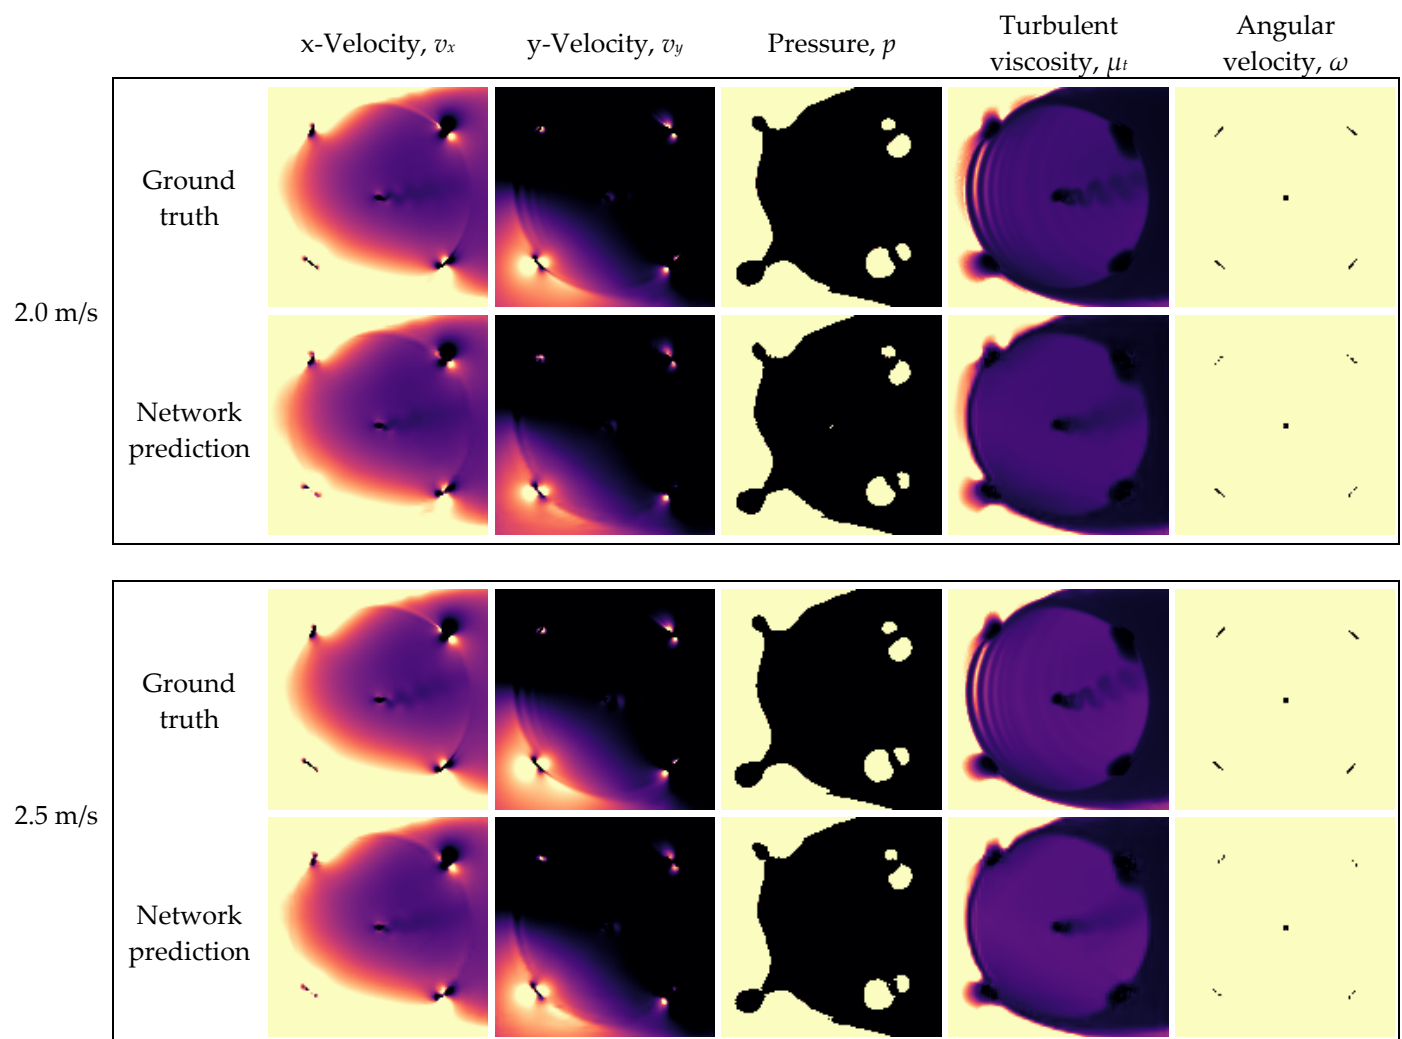 x-Velocity, vx
y-Velocity, vy
Pressure, p
Turbulent
viscosity, μt
Angular
velocity, ω
2.0 m/s
Ground
truth
Network
prediction
2.5 m/s
Ground
truth
Network
prediction